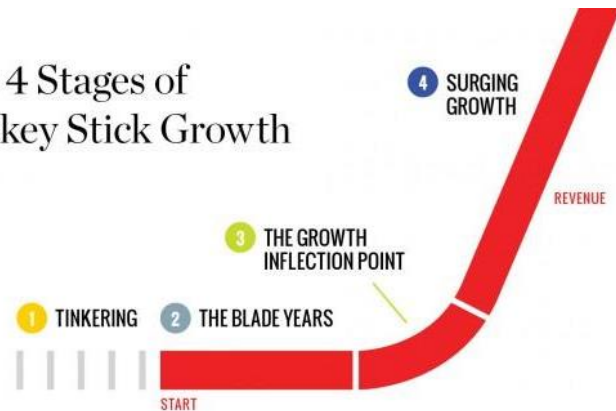 4 Stages of
key Stick Growth
4 SURGING
GROWTH
REVENUE
3 THE GROWTH
INFLECTION POINT
1 TINKERING
2 THE BLADE YEARS
START